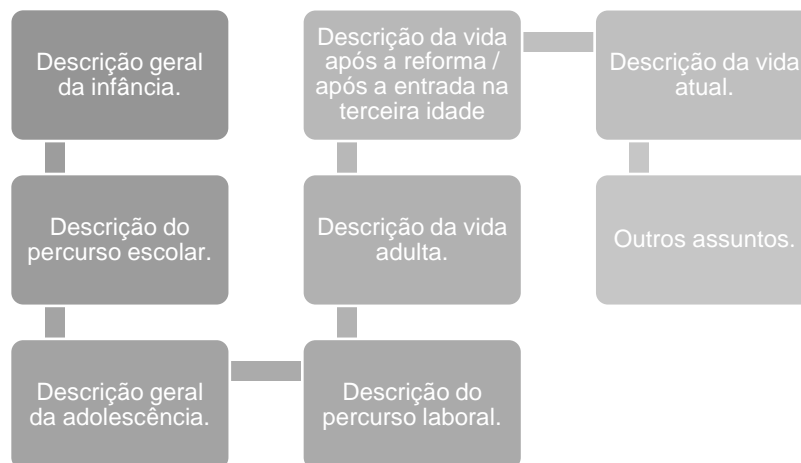 Descrição geral
da infância.
Descrição do
percurso escolar.
Descrição geral
da adolescência.
Descrição do
percurso laboral.
Descrição da vida
adulta.
Descrição da vida
após a reforma /
após a entrada na
terceira idade
Descrição da vida
atual.
Outros assuntos.